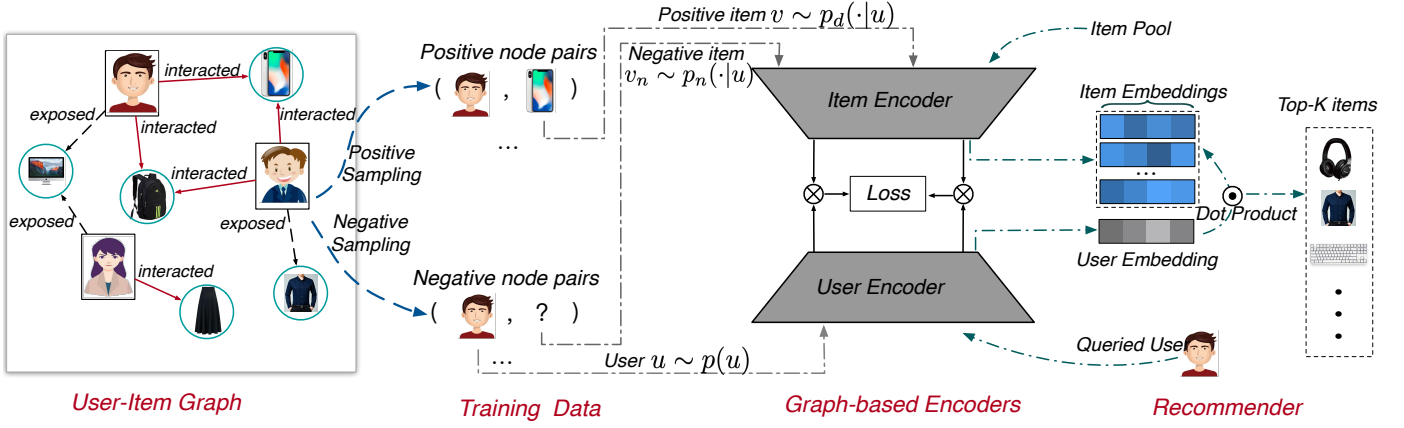 interacted
exposed
interacted
interacted
interacted
exposed
exposed
interacted
User-Item Graph
Positive Sampling
Negative Sampling
Positive node pairs
( , )
...
Negative node pairs
( , ? )
...
Training Data
Positive item v ∼ p_d(·|u)
Negative item
v_n ∼ p_n(·|u)
User u ∼ p(u)
Item Pool
Item Encoder
Loss
User Encoder
Graph-based Encoders
Item Embeddings
...
Dot Product
User Embedding
Queried User
Top-K items
Recommender